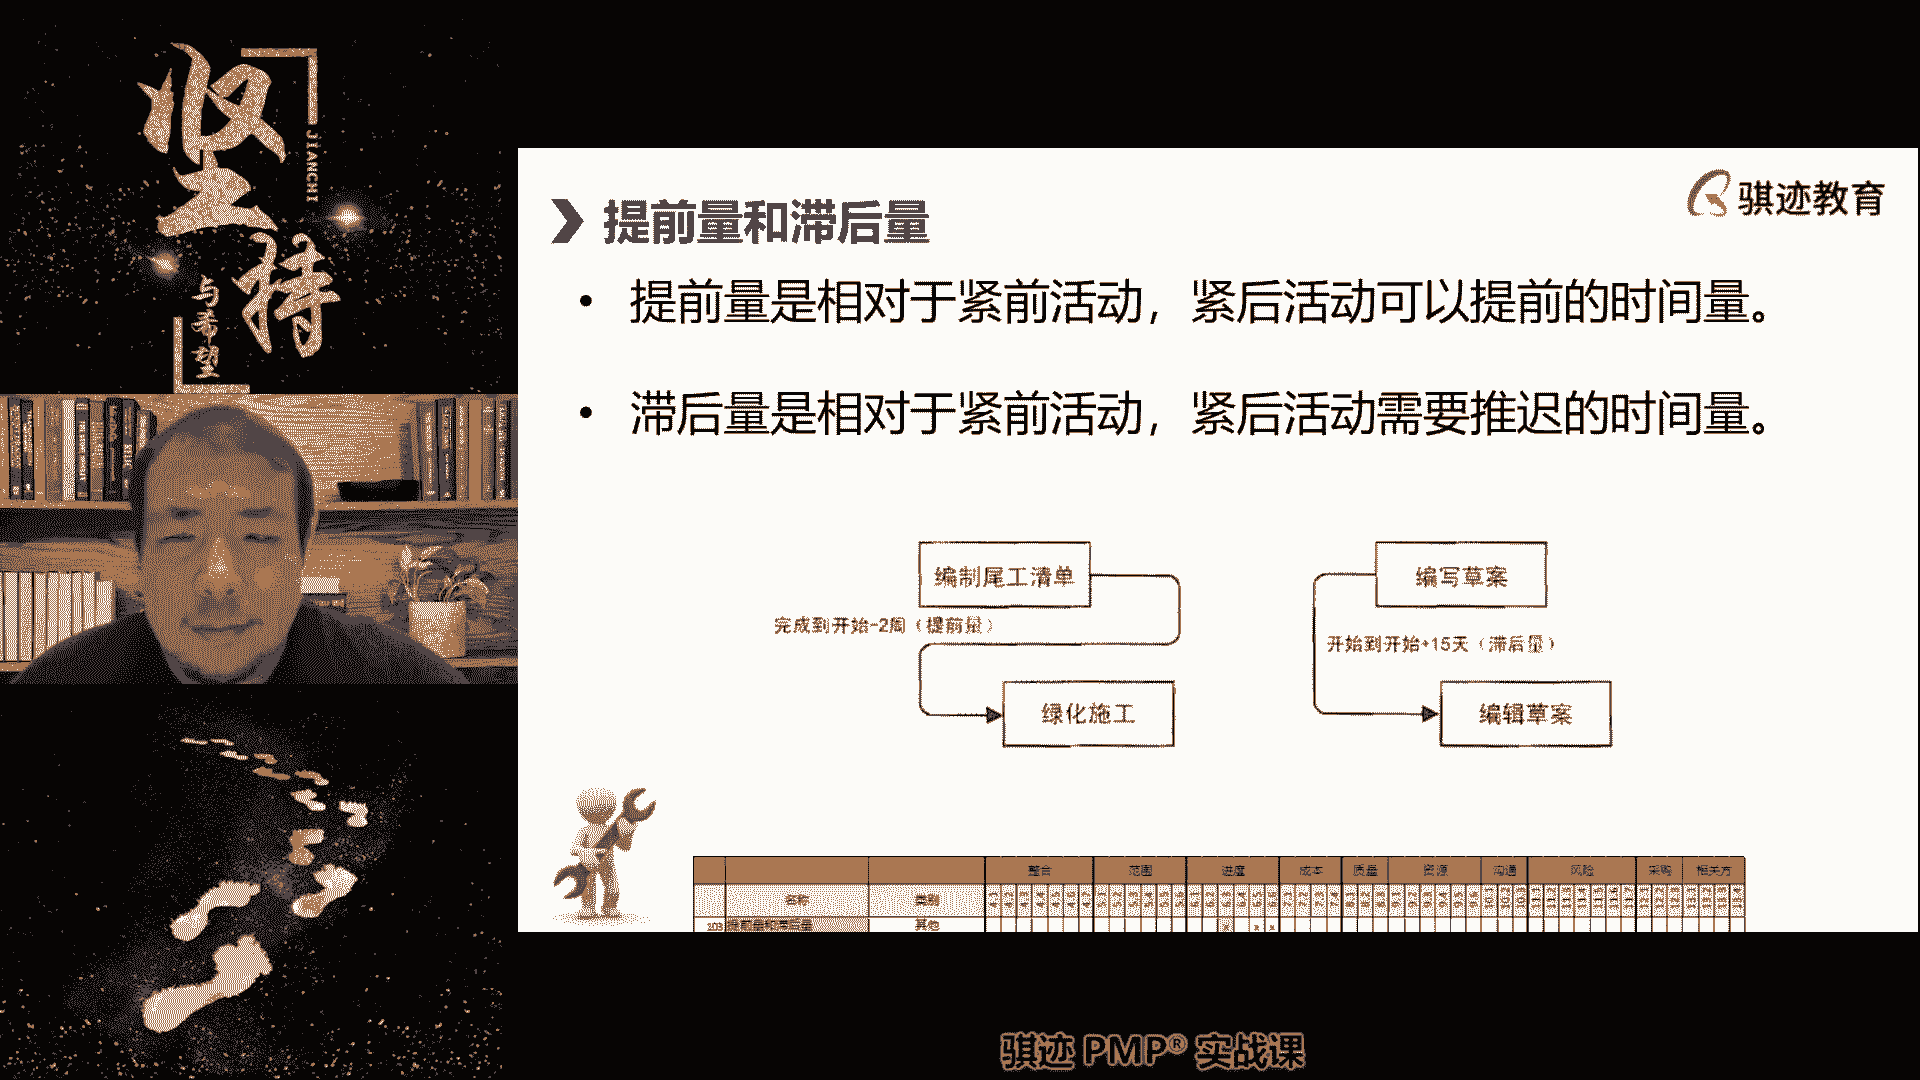 坚持
JIANCHI
与希望
骐迹教育
提前量和滞后量
• 提前量是相对于紧前活动，紧后活动可以提前的时间量。
• 滞后量是相对于紧前活动，紧后活动需要推迟的时间量。
编制尾工清单
完成到开始-2周（提前量）
绿化施工
编写草案
开始到开始+15天（滞后量）
编辑草案
整合 范围 进度 成本 质量 资源 沟通 风险 采购 相关方
名称 类别
203 提前量和滞后量 其他
骐迹 PMP® 实战课